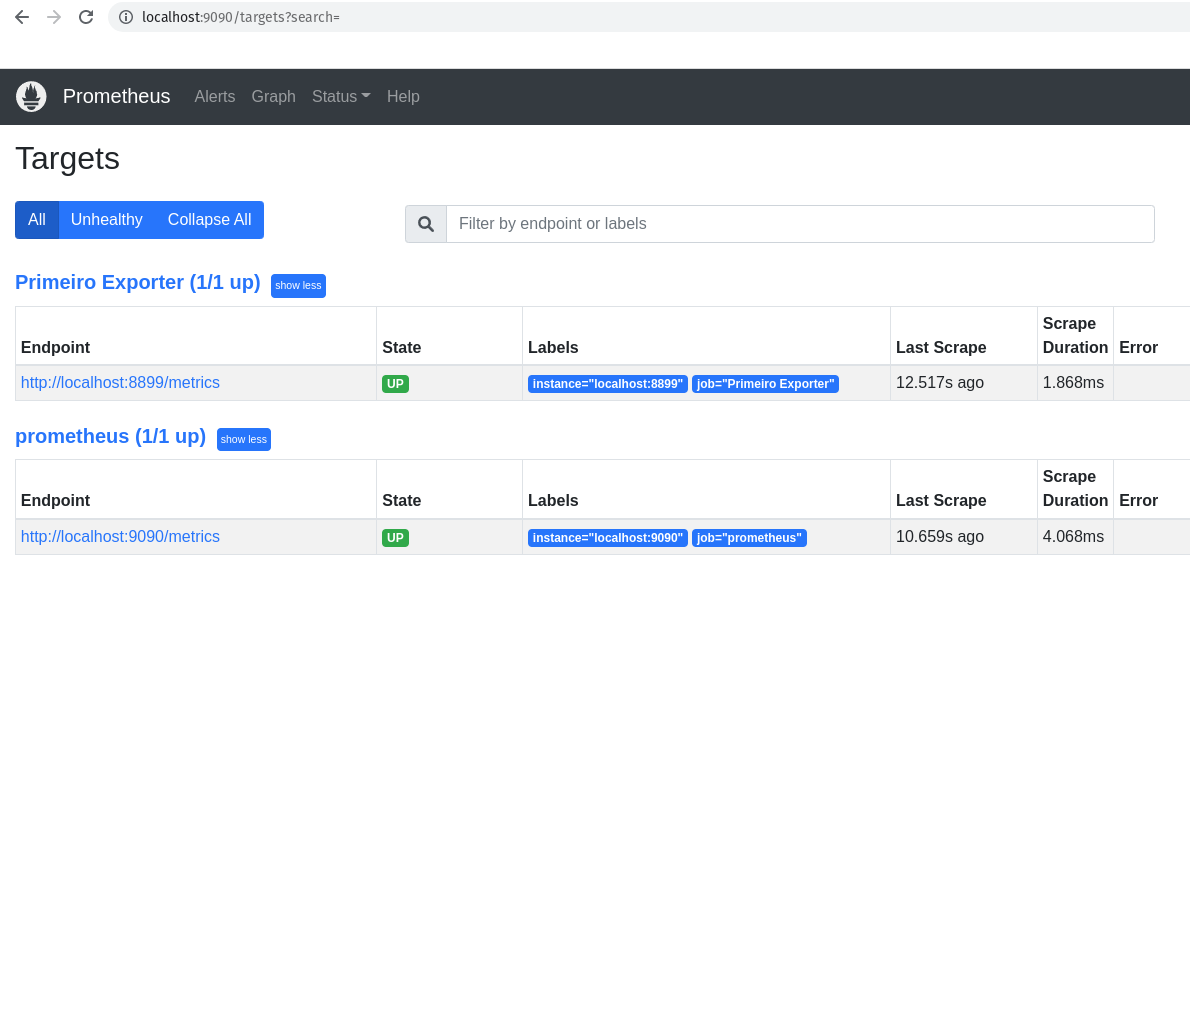 localhost:9090/targets?search=
Prometheus Alerts Graph Status Help
Targets
All Unhealthy Collapse All
Filter by endpoint or labels
Primeiro Exporter (1/1 up) show less
Endpoint State Labels Last Scrape Scrape Duration Error
http://localhost:8899/metrics UP instance="localhost:8899" job="Primeiro Exporter" 12.517s ago 1.868ms
prometheus (1/1 up) show less
Endpoint State Labels Last Scrape Scrape Duration Error
http://localhost:9090/metrics UP instance="localhost:9090" job="prometheus" 10.659s ago 4.068ms